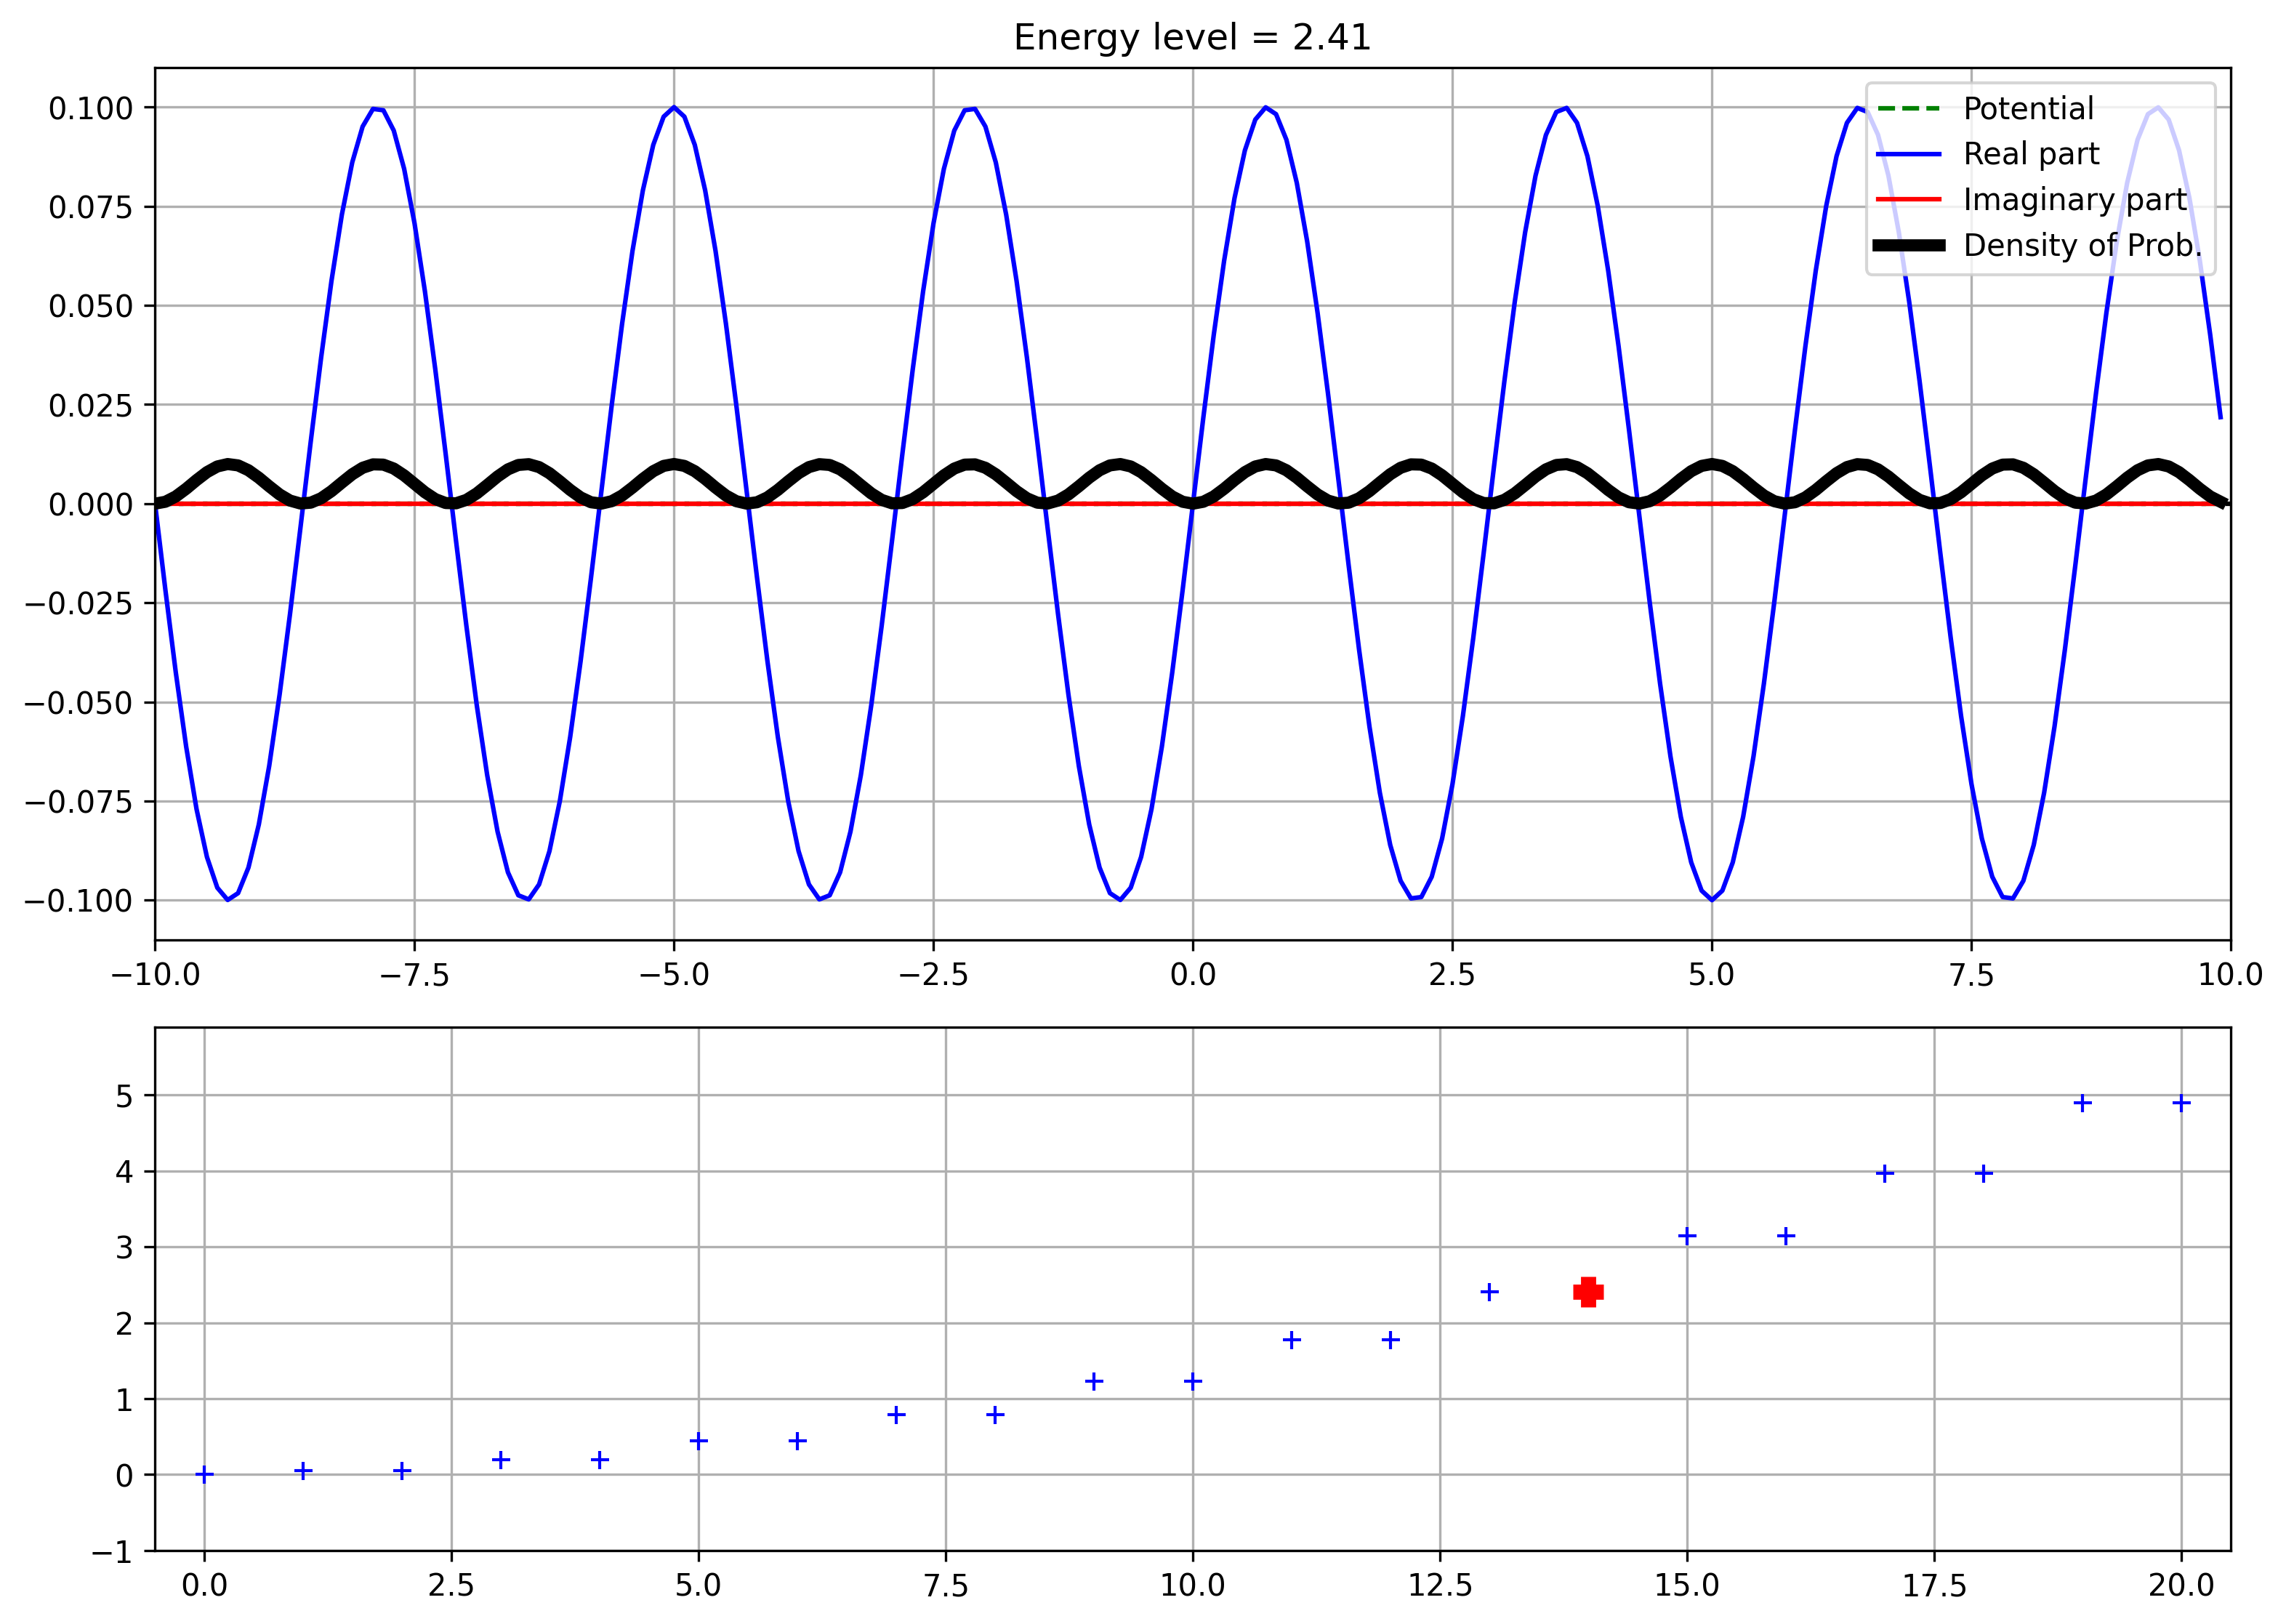 Energy level = 2.41
0.100
0.075
0.050
0.025
0.000
−0.025
−0.050
−0.075
−0.100
Potential
Real part
Imaginary part
Density of Prob.
−10.0 −7.5 −5.0 −2.5 0.0 2.5 5.0 7.5 10.0
5
4
3
2
1
0
−1
0.0 2.5 5.0 7.5 10.0 12.5 15.0 17.5 20.0